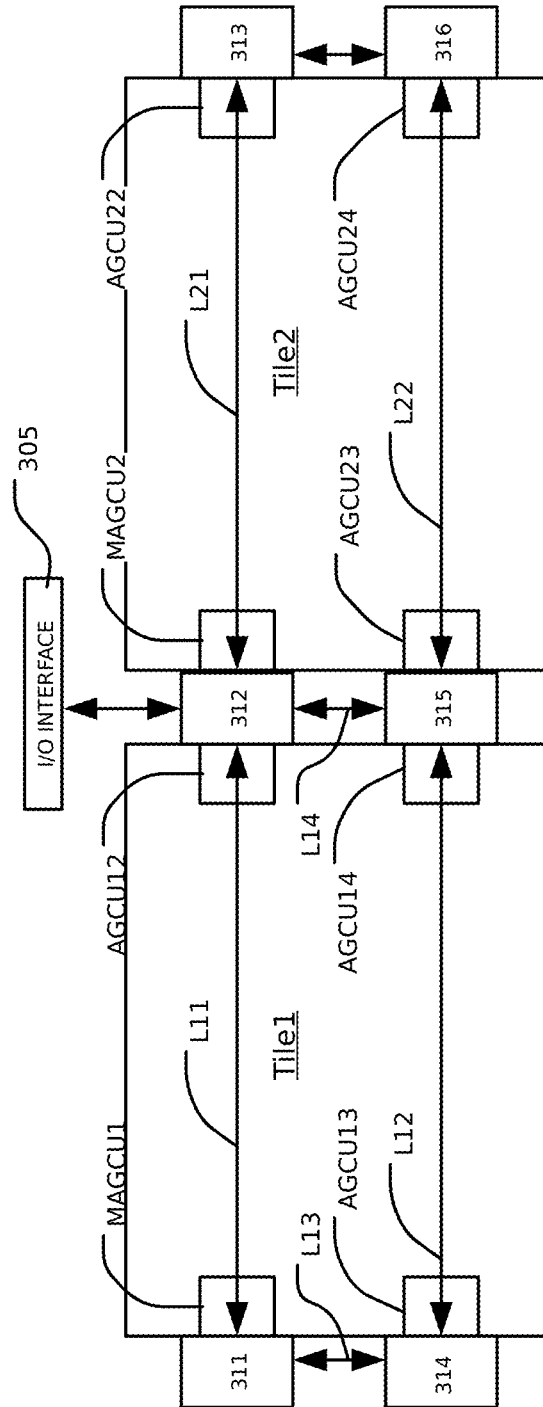 305
I/O INTERFACE
MAGCU1
AGCU12
MAGCU2
AGCU22
L11
L21
311
312
313
Tile1
Tile2
L13
L14
AGCU13
AGCU14
AGCU23
AGCU24
L12
L22
314
315
316